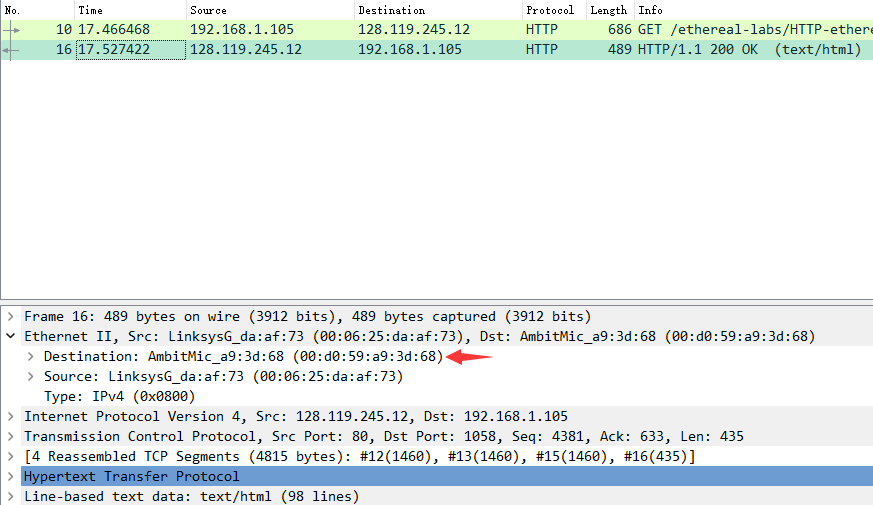 No. Time Source Destination Protocol Length Info
10 17.466468 192.168.1.105 128.119.245.12 HTTP 686 GET /ethereal-labs/HTTP-ethere
16 17.527422 128.119.245.12 192.168.1.105 HTTP 489 HTTP/1.1 200 OK (text/html)
Frame 16: 489 bytes on wire (3912 bits), 489 bytes captured (3912 bits)
Ethernet II, Src: LinksysG_da:af:73 (00:06:25:da:af:73), Dst: AmbitMic_a9:3d:68 (00:d0:59:a9:3d:68)
Destination: AmbitMic_a9:3d:68 (00:d0:59:a9:3d:68)
Source: LinksysG_da:af:73 (00:06:25:da:af:73)
Type: IPv4 (0x0800)
Internet Protocol Version 4, Src: 128.119.245.12, Dst: 192.168.1.105
Transmission Control Protocol, Src Port: 80, Dst Port: 1058, Seq: 4381, Ack: 633, Len: 435
[4 Reassembled TCP Segments (4815 bytes): #12(1460), #13(1460), #15(1460), #16(435)]
Hypertext Transfer Protocol
Line-based text data: text/html (98 lines)